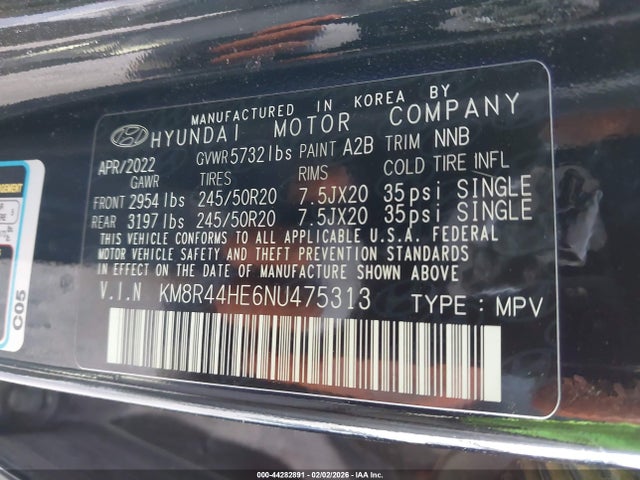 MANUFACTURED IN KOREA BY
HYUNDAI MOTOR COMPANY
APR/2022 GVWR 5732 lbs PAINT A2B TRIM NNB
GAWR TIRES RIMS COLD TIRE INFL
FRONT 2954 lbs 245/50R20 7.5JX20 35psi SINGLE
REAR 3197 lbs 245/50R20 7.5JX20 35psi SINGLE
THIS VEHICLE CONFORMS TO ALL APPLICABLE U.S.A. FEDERAL
MOTOR VEHICLE SAFETY, BUMPER, AND THEFT PREVENTION STANDARDS
IN EFFECT ON THE DATE OF MANUFACTURE SHOWN ABOVE
V.I.N KM8R44HE6NU475313 TYPE : MPV
C05
000-44282891 - 02/02/2026 - IAA Inc.